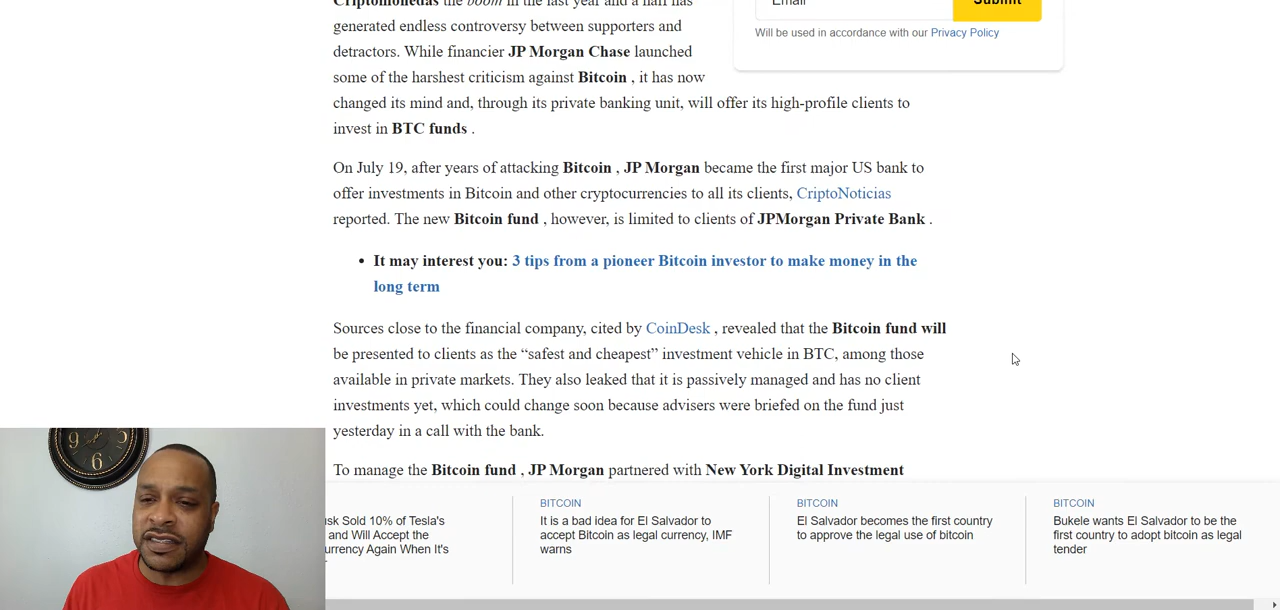 Criptomonedas the boom in the last year and a half has
generated endless controversy between supporters and
detractors. While financier JP Morgan Chase launched
some of the harshest criticism against Bitcoin , it has now
changed its mind and, through its private banking unit, will offer its high-profile clients to
invest in BTC funds .
Email
Submit
Will be used in accordance with our Privacy Policy
On July 19, after years of attacking Bitcoin , JP Morgan became the first major US bank to
offer investments in Bitcoin and other cryptocurrencies to all its clients, CriptoNoticias
reported. The new Bitcoin fund , however, is limited to clients of JPMorgan Private Bank .
• It may interest you: 3 tips from a pioneer Bitcoin investor to make money in the
long term
Sources close to the financial company, cited by CoinDesk , revealed that the Bitcoin fund will
be presented to clients as the “safest and cheapest” investment vehicle in BTC, among those
available in private markets. They also leaked that it is passively managed and has no client
investments yet, which could change soon because advisers were briefed on the fund just
yesterday in a call with the bank.
To manage the Bitcoin fund , JP Morgan partnered with New York Digital Investment
sk Sold 10% of Tesla's
and Will Accept the
urrency Again When It's
BITCOIN
It is a bad idea for El Salvador to
accept Bitcoin as legal currency, IMF
warns
BITCOIN
El Salvador becomes the first country
to approve the legal use of bitcoin
BITCOIN
Bukele wants El Salvador to be the
first country to adopt bitcoin as legal
tender
9
6